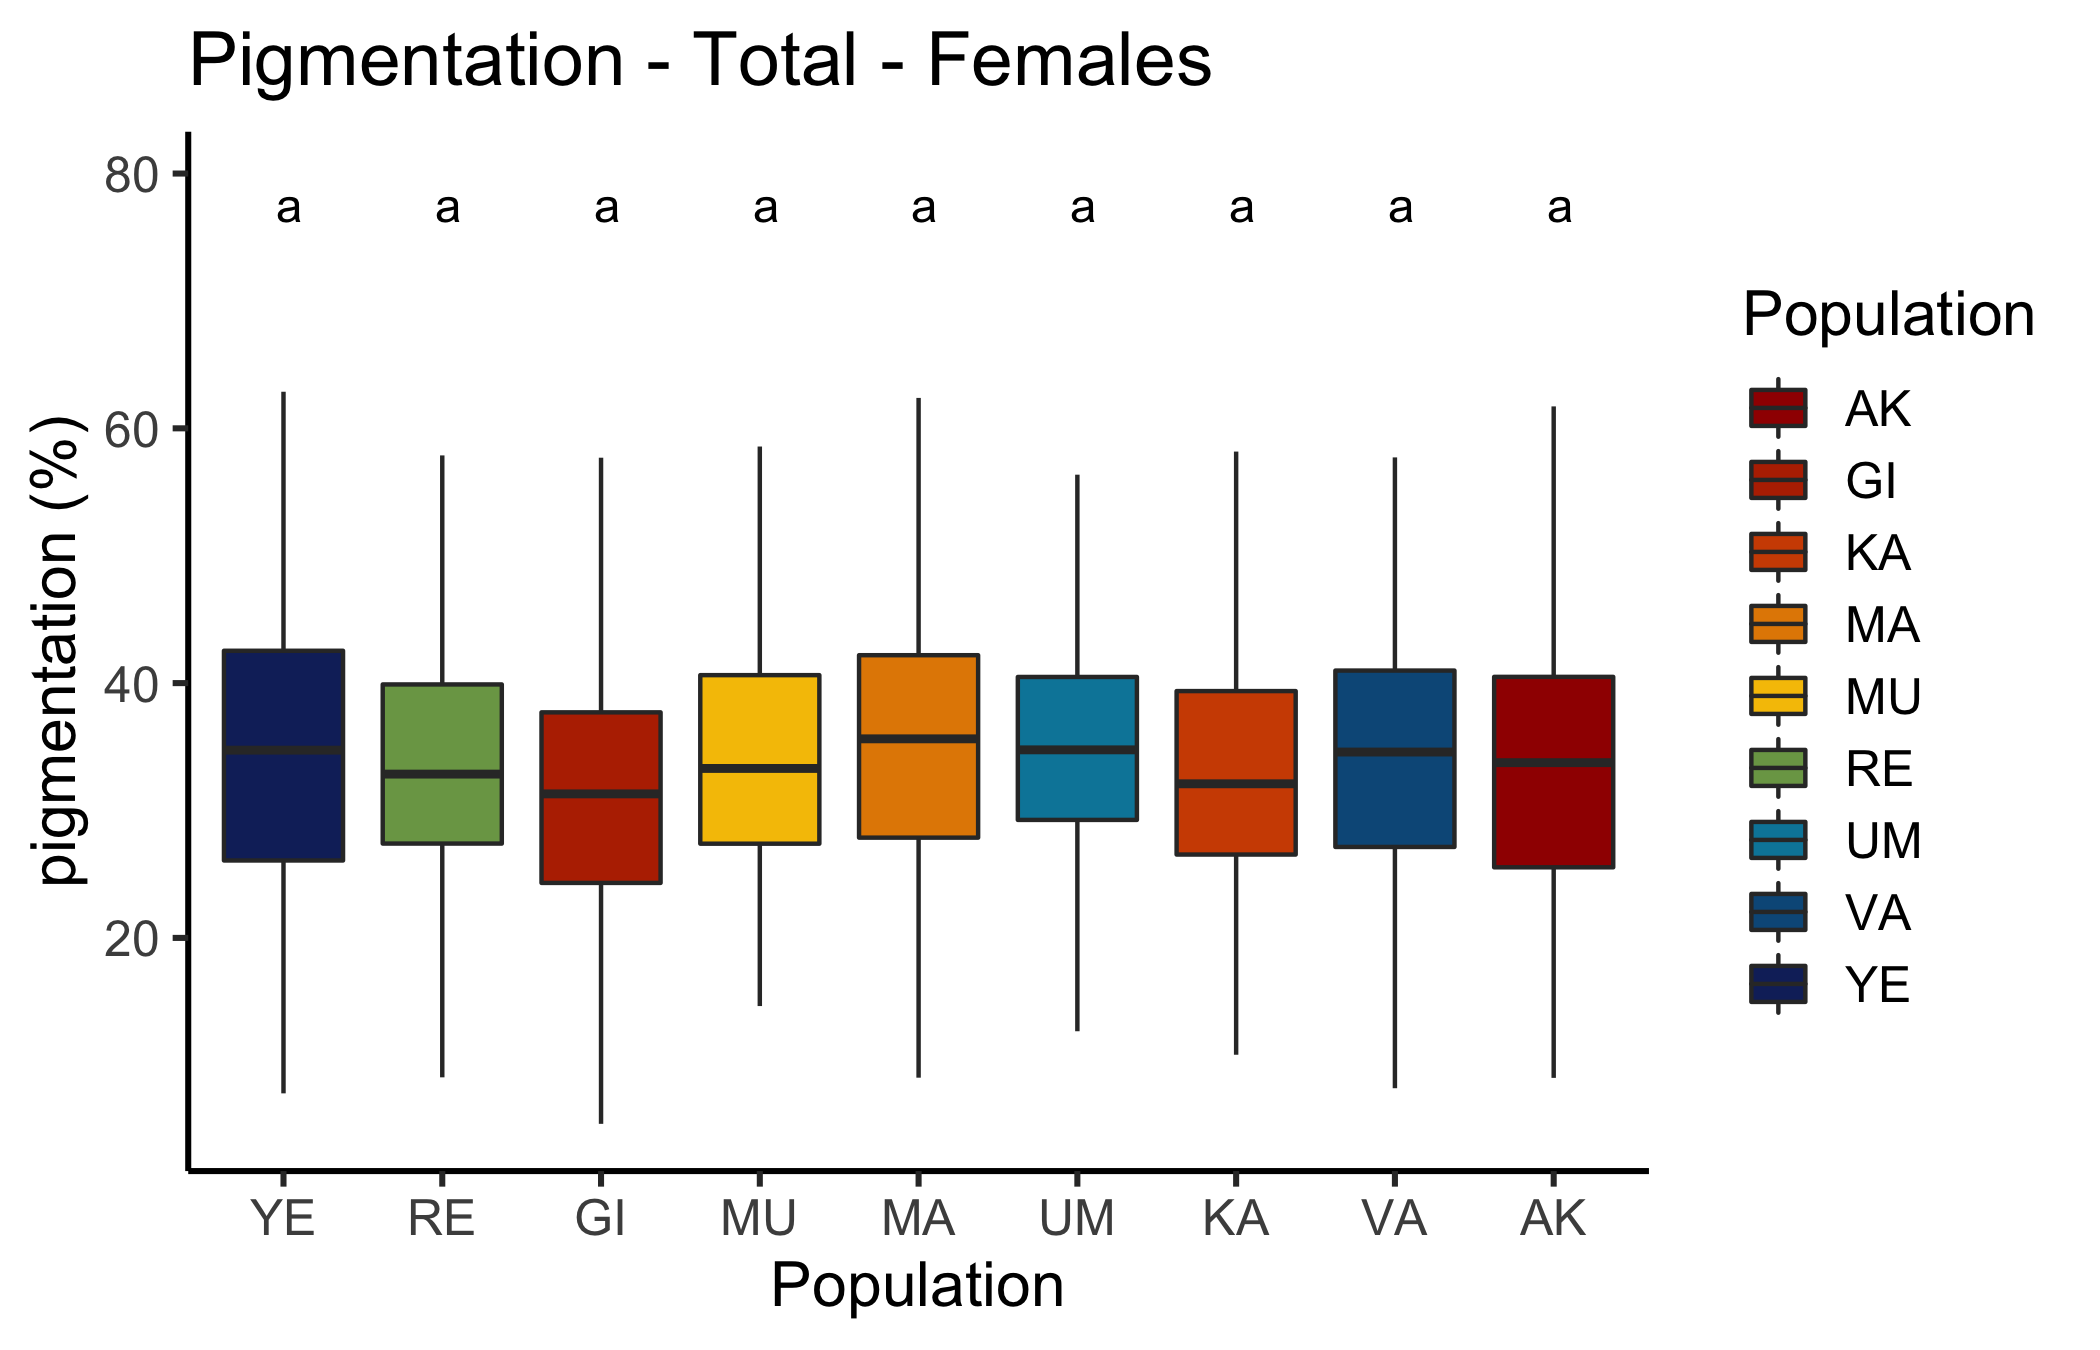 Pigmentation - Total - Females
80
60
40
20
pigmentation (%)
a a a a a a a a a
YE RE GI MU MA UM KA VA AK
Population
Population
AK
GI
KA
MA
MU
RE
UM
VA
YE